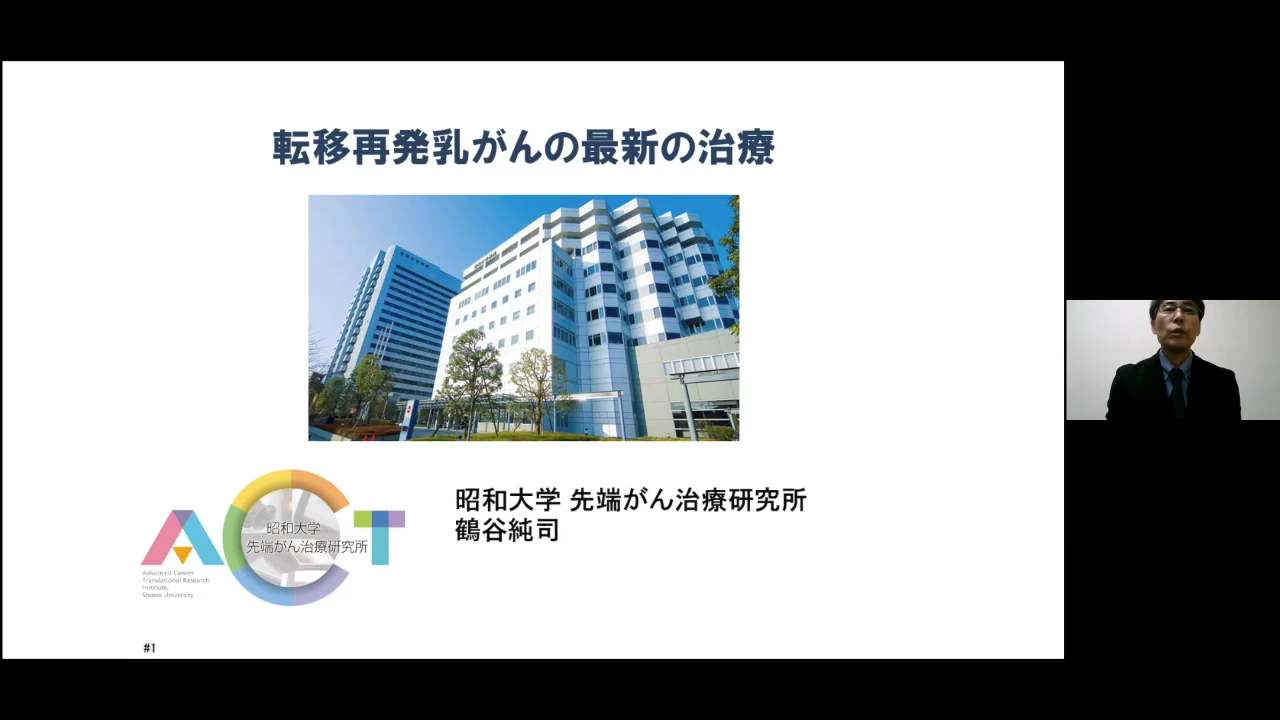 転移再発乳がんの最新の治療
昭和大学 先端がん治療研究所
鶴谷純司
ACT
昭和大学
先端がん治療研究所
Advanced Cancer
Translational Research
Institute,
Showa University
#1